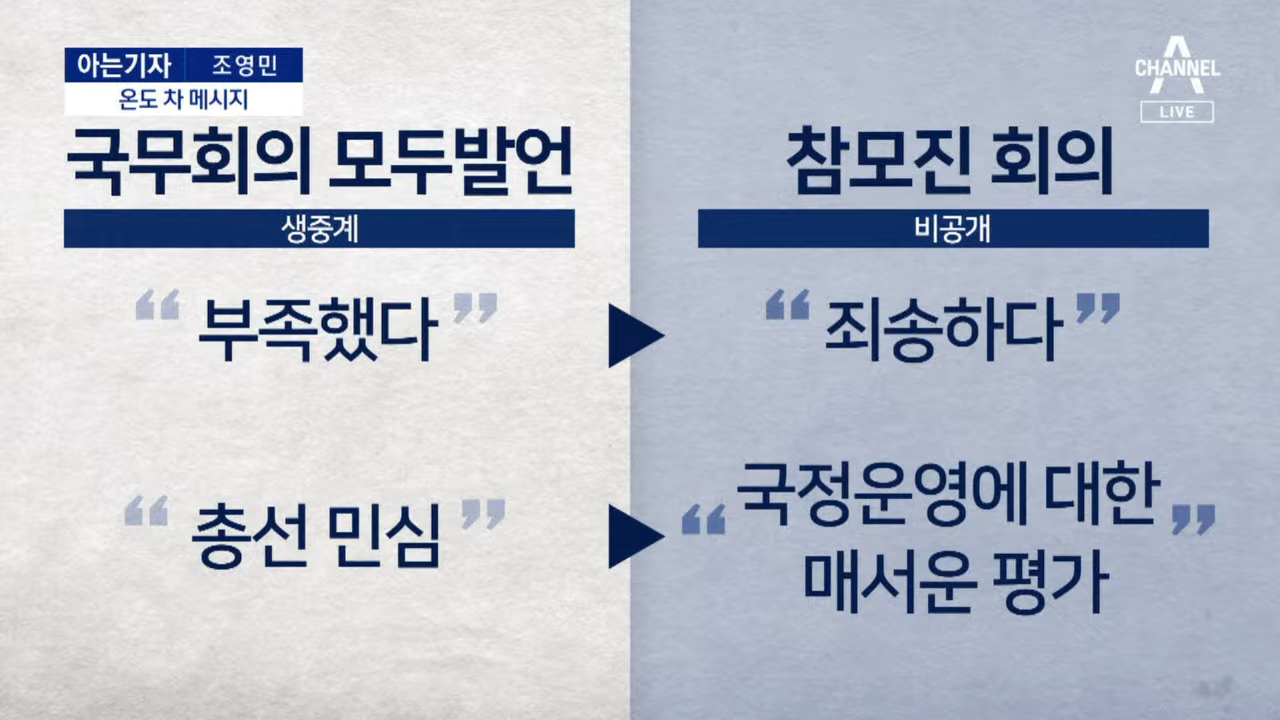 아는기자 조영민
온도 차 메시지
CHANNEL A
LIVE
국무회의 모두발언
생중계
“ 부족했다 ”
“ 총선 민심 ”
참모진 회의
비공개
“ 죄송하다 ”
“ 국정운영에 대한
매서운 평가 ”